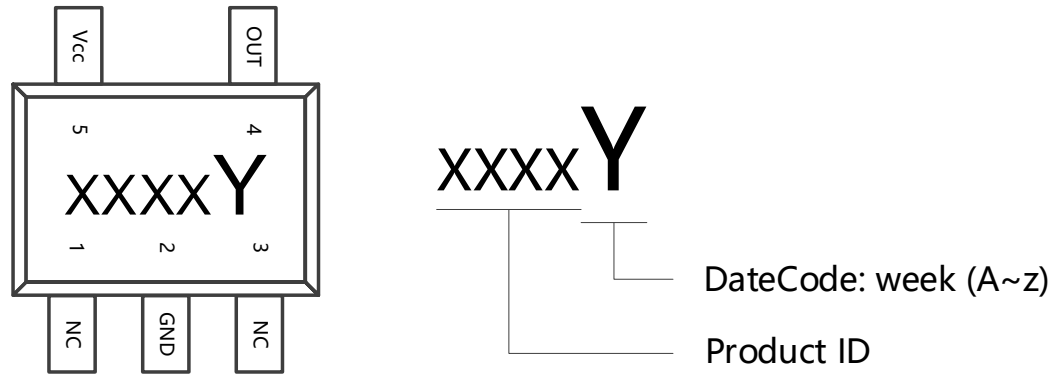 Vcc OUT
5 4
XXXXY
1 2 3
NC GND NC
XXXXY
DateCode: week (A~z)
Product ID